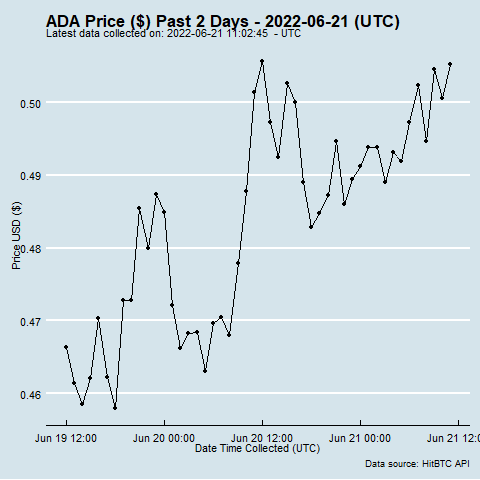 ADA Price ($) Past 2 Days - 2022-06-21 (UTC)
Latest data collected on: 2022-06-21 11:02:45 - UTC
Price USD ($)
0.50
0.49
0.48
0.47
0.46
Jun 19 12:00 Jun 20 00:00 Jun 20 12:00 Jun 21 00:00 Jun 21 12:0
Date Time Collected (UTC)
Data source: HitBTC API